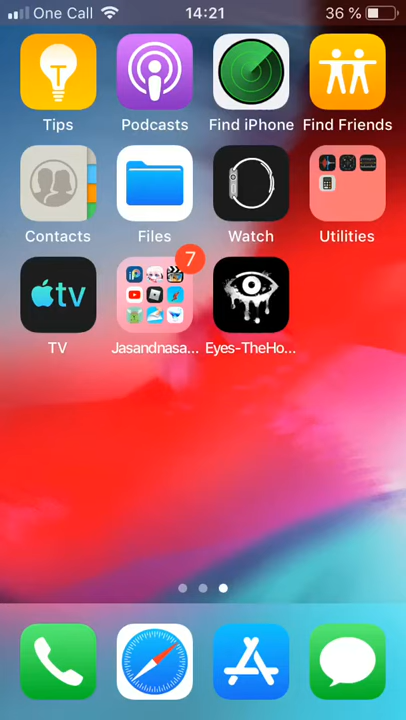 One Call 14:21 36 %
Tips Podcasts Find iPhone Find Friends
Contacts Files Watch Utilities
7
TV Jasandnasa... Eyes-TheHo...